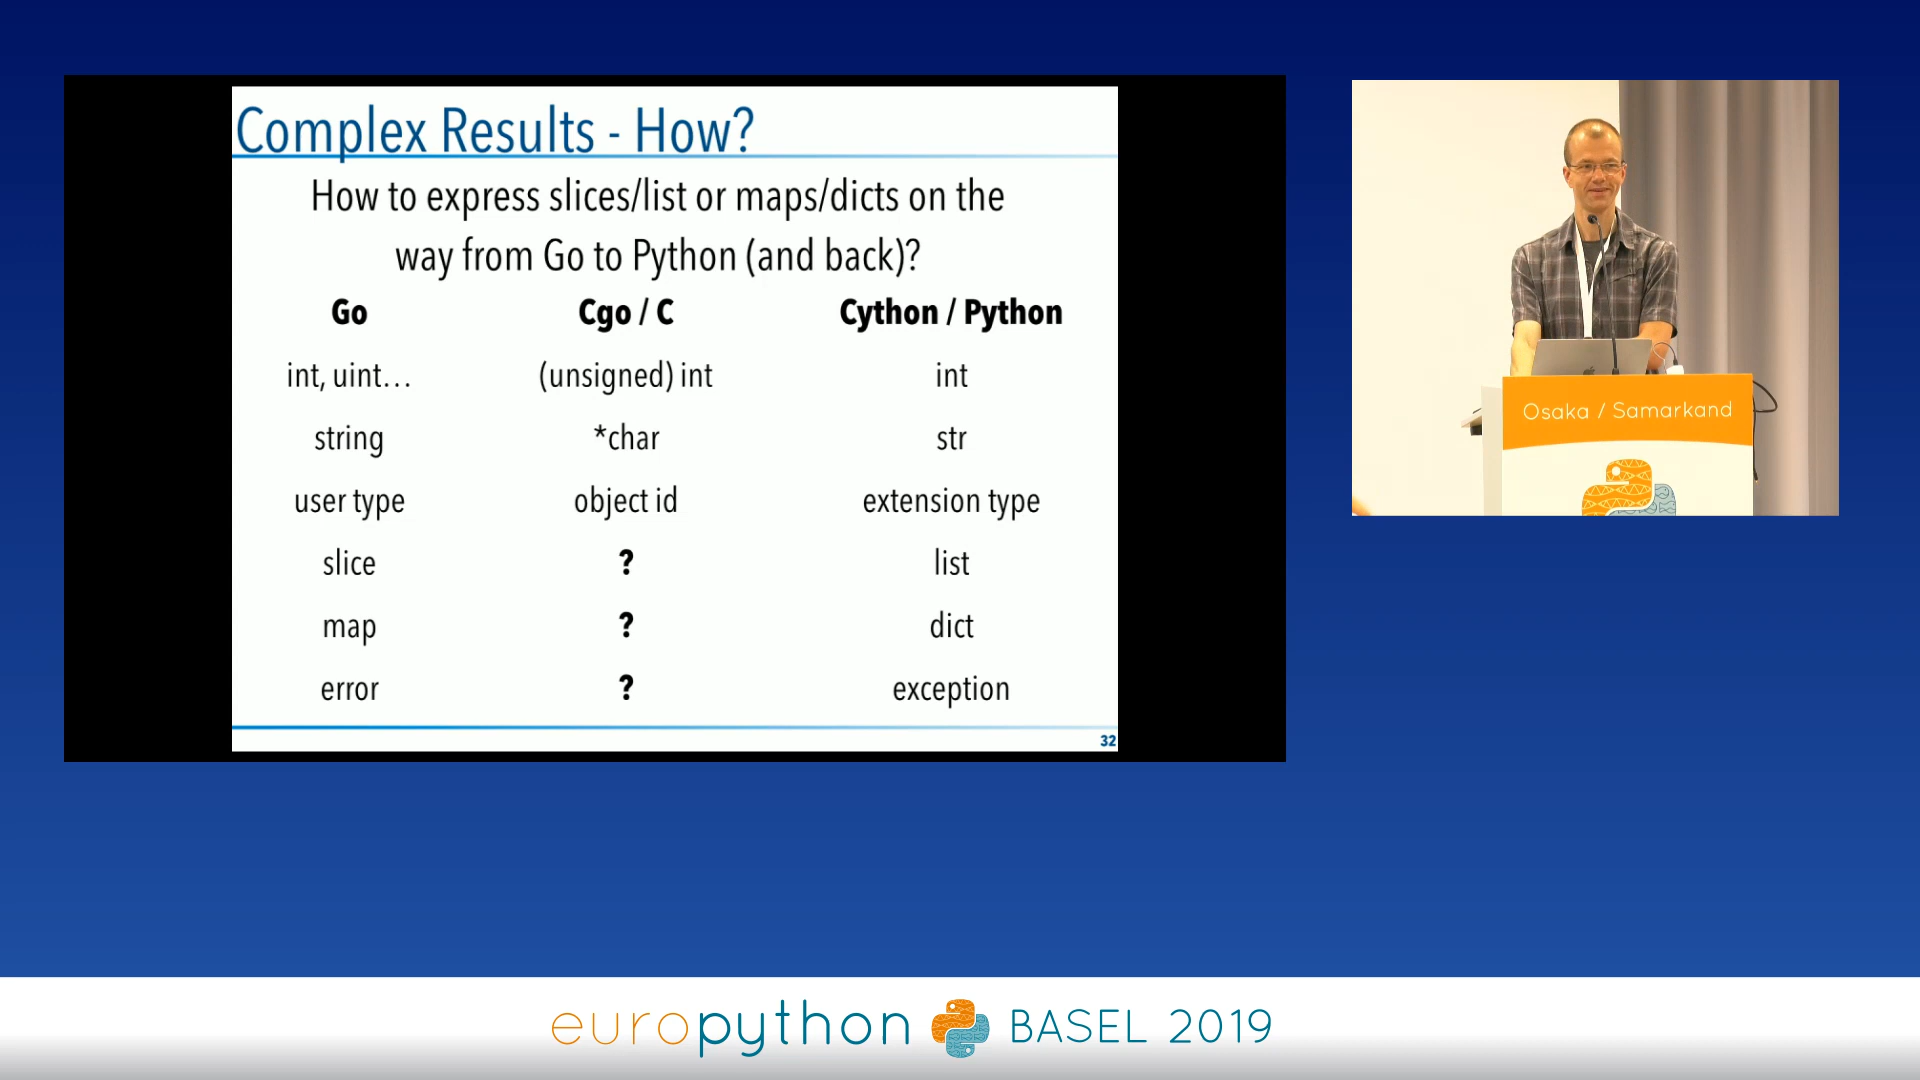 Complex Results - How?
How to express slices/list or maps/dicts on the
way from Go to Python (and back)?
Go Cgo / C Cython / Python
int, uint... (unsigned) int int
string *char str
user type object id extension type
slice ? list
map ? dict
error ? exception
32
Osaka / Samarkand
europython BASEL 2019